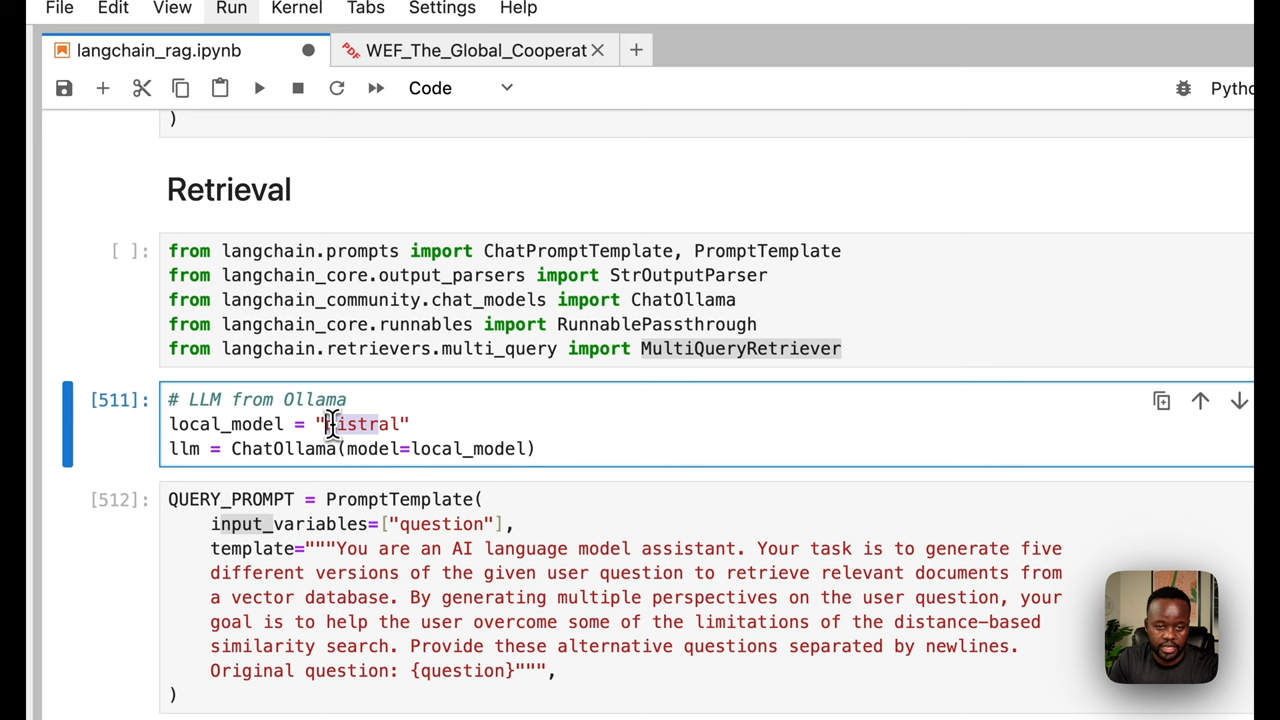 File Edit View Run Kernel Tabs Settings Help
langchain_rag.ipynb WEF_The_Global_Cooperat
Code Pytho
)
Retrieval
[ ]: from langchain.prompts import ChatPromptTemplate, PromptTemplate
from langchain_core.output_parsers import StrOutputParser
from langchain_community.chat_models import ChatOllama
from langchain_core.runnables import RunnablePassthrough
from langchain.retrievers.multi_query import MultiQueryRetriever
[511]: # LLM from Ollama
local_model = "mistral"
llm = ChatOllama(model=local_model)
[512]: QUERY_PROMPT = PromptTemplate(
input_variables=["question"],
template="""You are an AI language model assistant. Your task is to generate five
different versions of the given user question to retrieve relevant documents from
a vector database. By generating multiple perspectives on the user question, your
goal is to help the user overcome some of the limitations of the distance-based
similarity search. Provide these alternative questions separated by newlines.
Original question: {question}""",
)